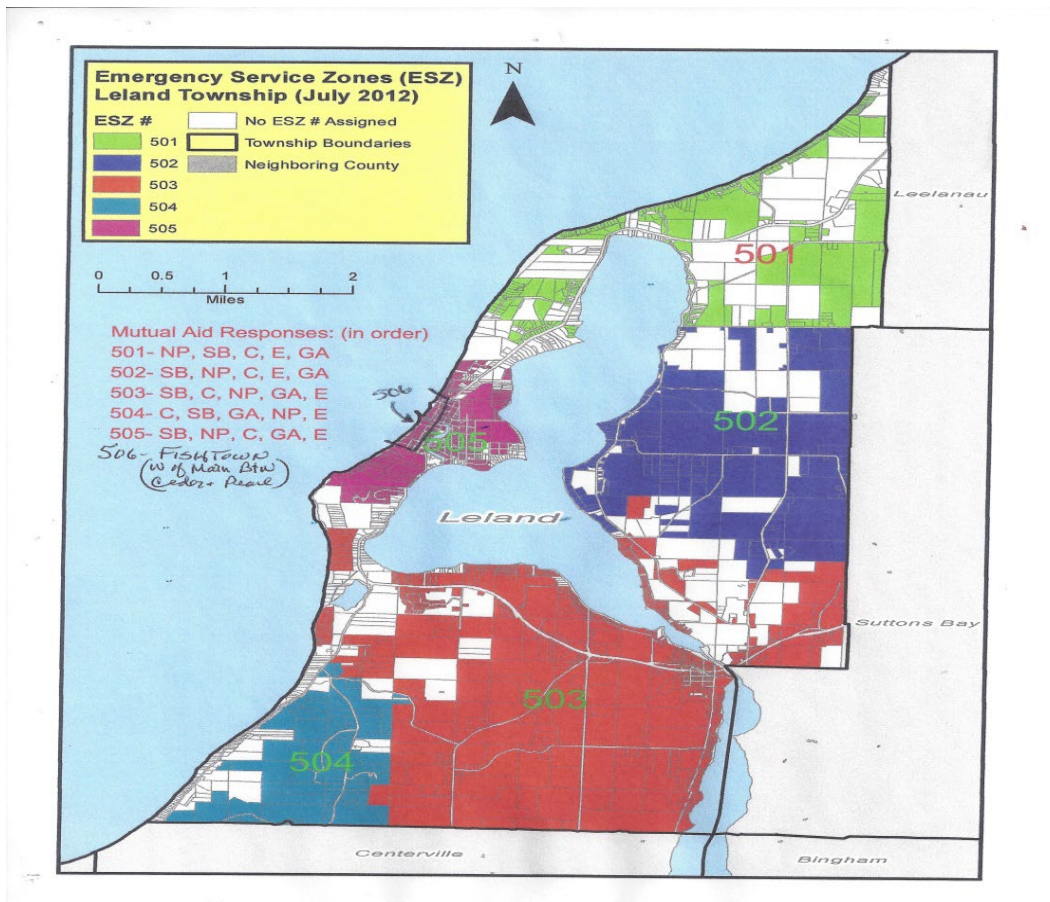 Emergency Service Zones (ESZ)
Leland Township (July 2012)
ESZ #
501
502
503
504
505
No ESZ # Assigned
Township Boundaries
Neighboring County
N
0 0.5 1 2
Miles
Mutual Aid Responses: (in order)
501- NP, SB, C, E, GA
502- SB, NP, C, E, GA
503- SB, C, NP, GA, E
504- C, SB, GA, NP, E
505- SB, NP, C, GA, E
506- FISHTOWN
(W of Main Btw
Cedar + Pearl)
506
Leelanau
501
502
505
Leland
Suttons Bay
503
504
Centerville
Bingham